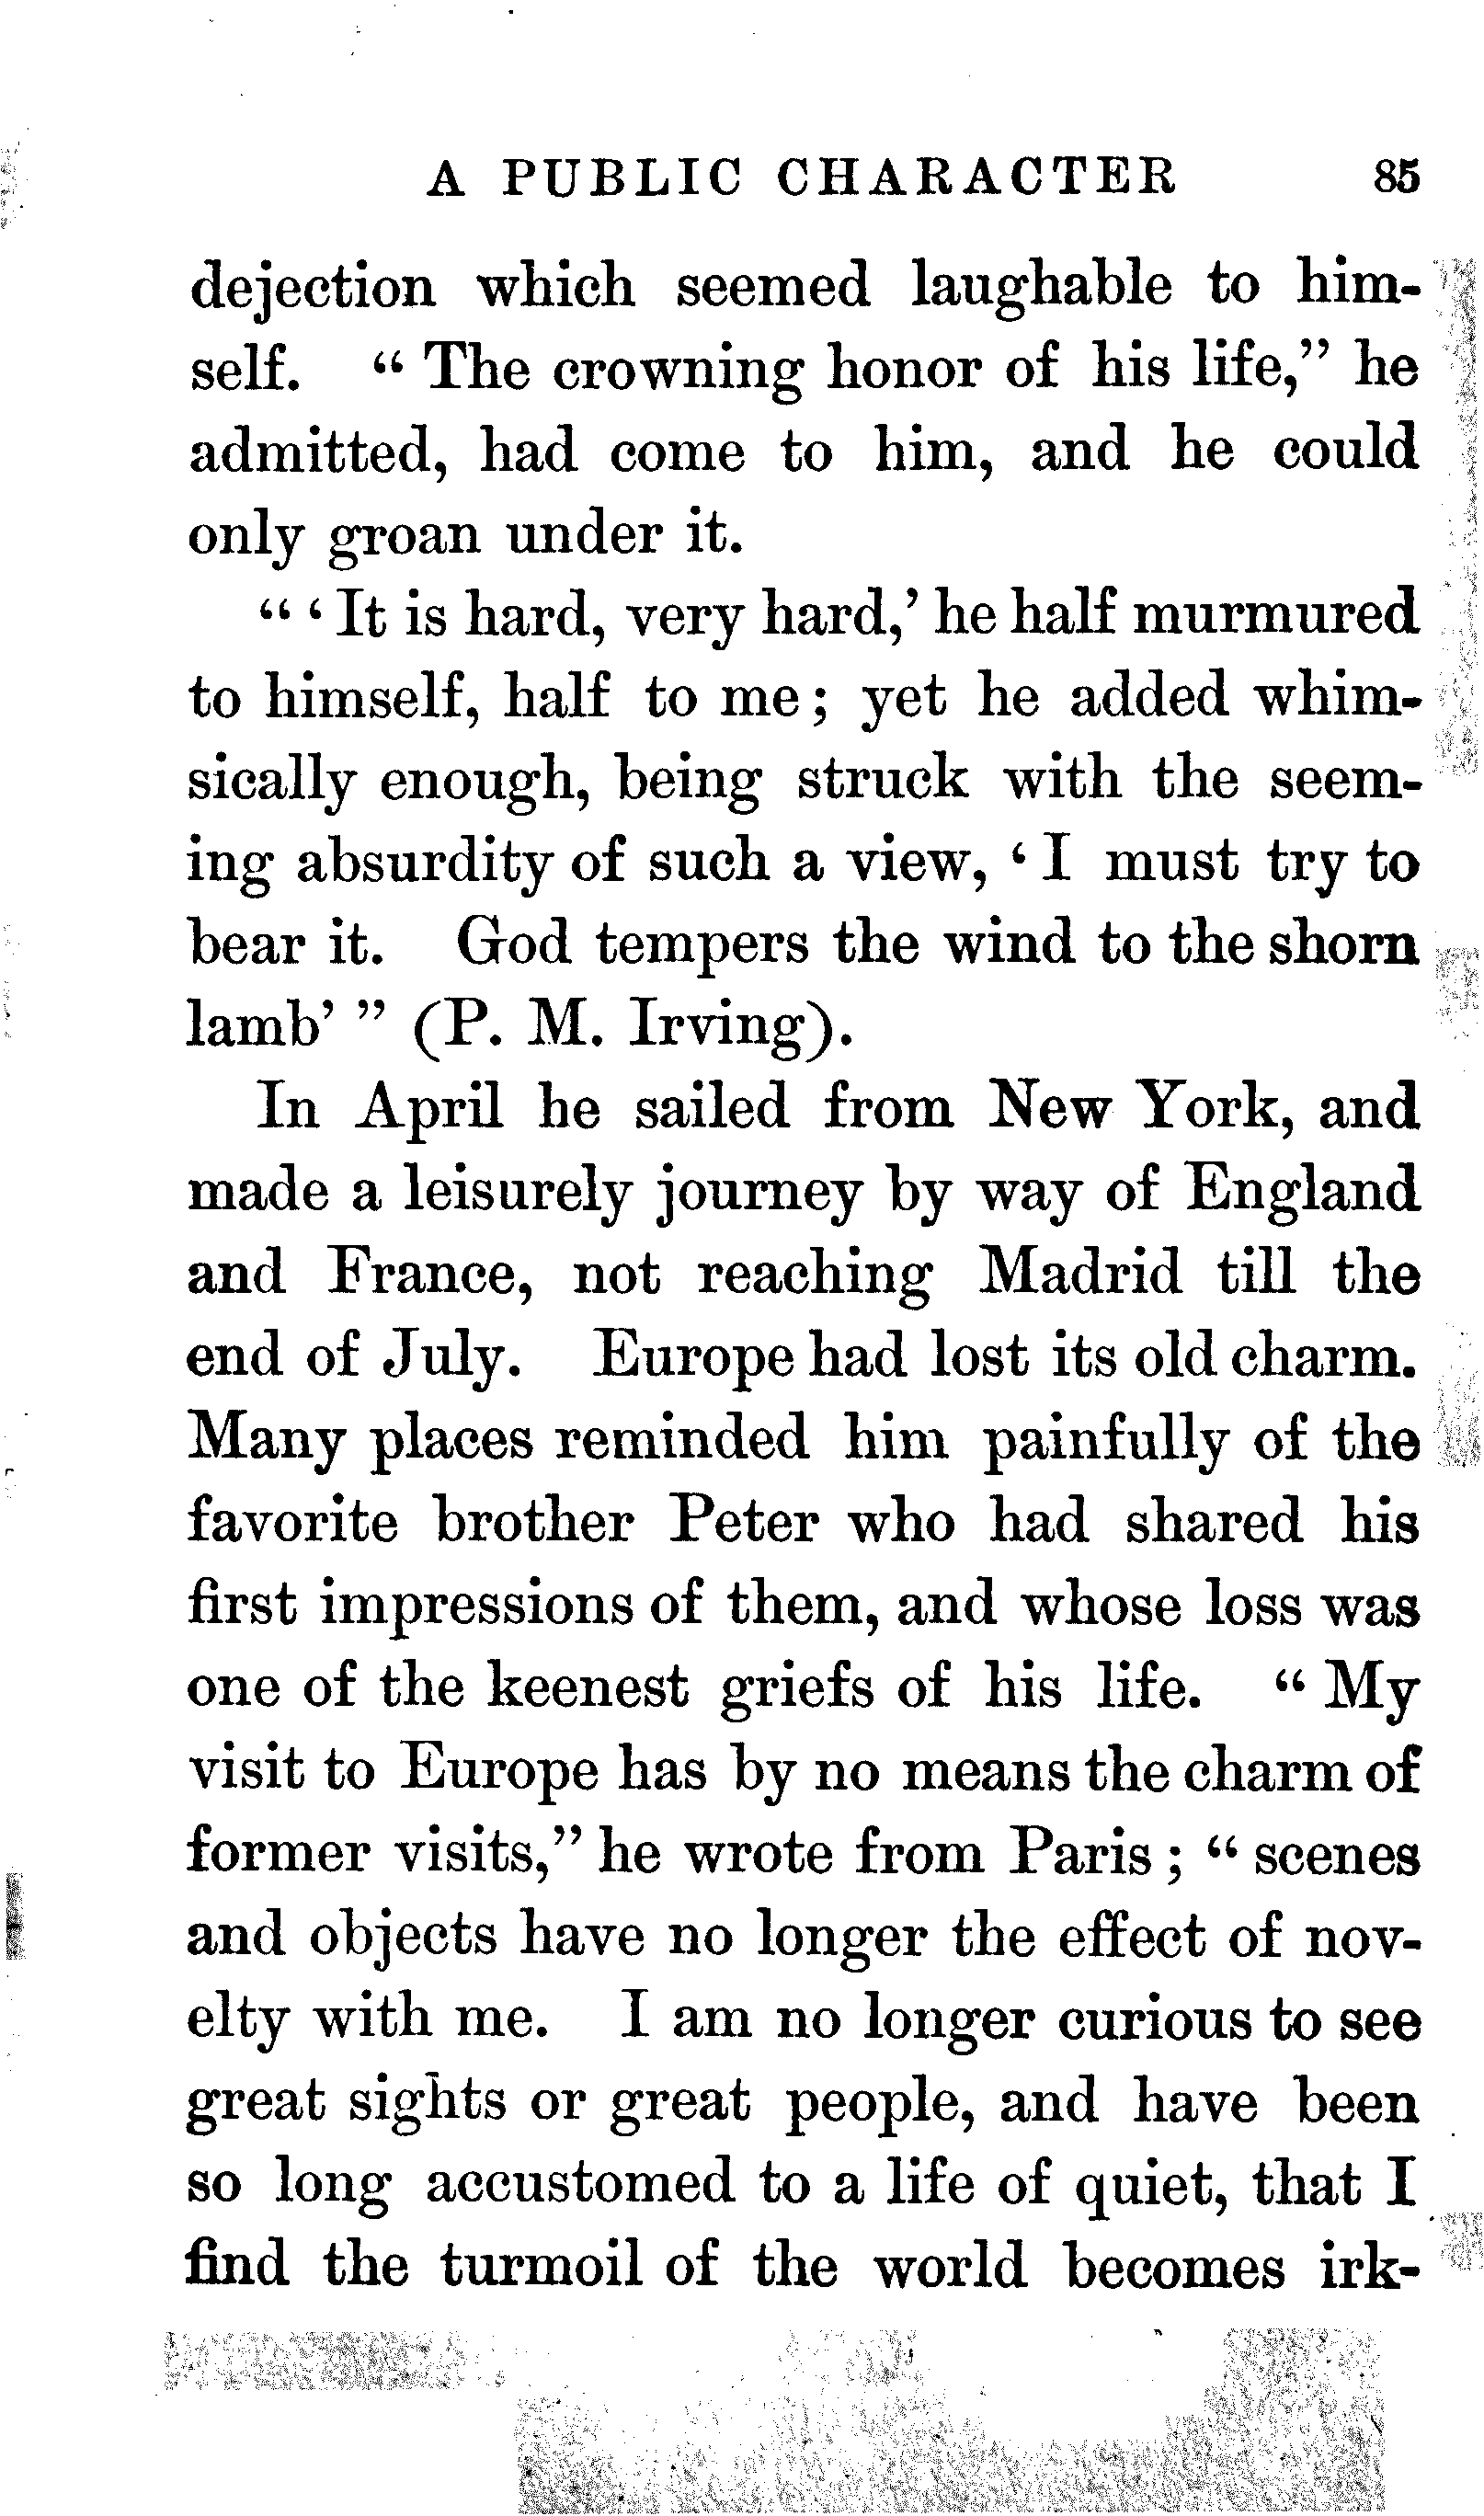 A PUBLIC CHARACTER 85
dejection which seemed laughable to him-
self. “ The crowning honor of his life,” he
admitted, had come to him, and he could
only groan under it.
“ ‘ It is hard, very hard,’ he half murmured
to himself, half to me ; yet he added whim-
sically enough, being struck with the seem-
ing absurdity of such a view, ‘ I must try to
bear it. God tempers the wind to the shorn
lamb’ ” (P. M. Irving).
In April he sailed from New York, and
made a leisurely journey by way of England
and France, not reaching Madrid till the
end of July. Europe had lost its old charm.
Many places reminded him painfully of the
favorite brother Peter who had shared his
first impressions of them, and whose loss was
one of the keenest griefs of his life. “ My
visit to Europe has by no means the charm of
former visits,” he wrote from Paris ; “ scenes
and objects have no longer the effect of nov-
elty with me. I am no longer curious to see
great sights or great people, and have been
so long accustomed to a life of quiet, that I
find the turmoil of the world becomes irk-